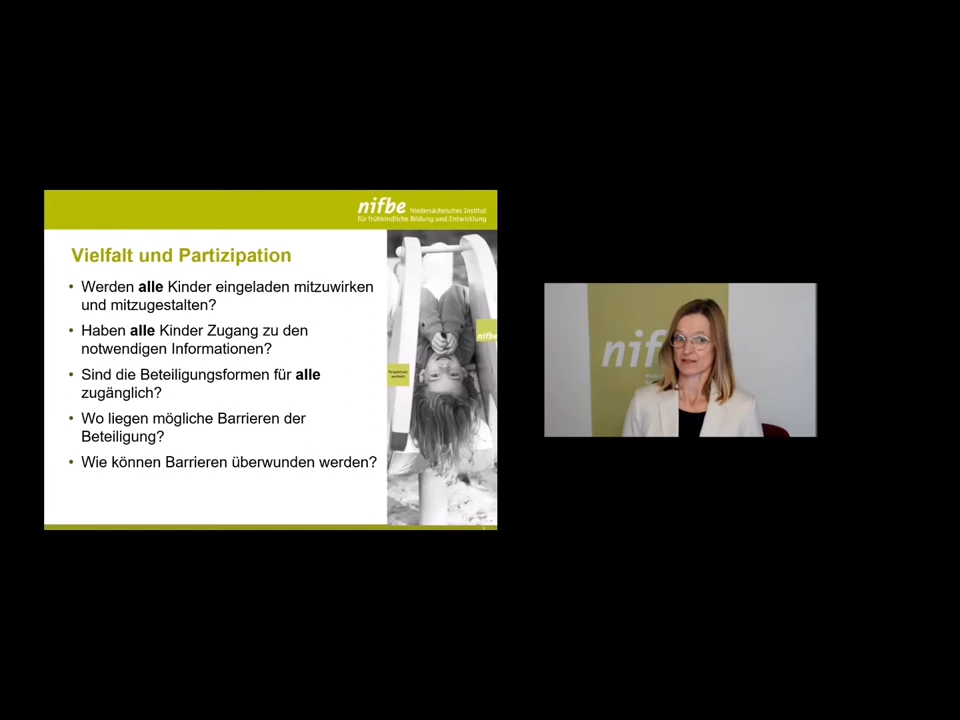 nifbe Niedersächsisches Institut
für frühkindliche Bildung und Entwicklung
Vielfalt und Partizipation
• Werden alle Kinder eingeladen mitzuwirken
und mitzugestalten?
• Haben alle Kinder Zugang zu den
notwendigen Informationen?
• Sind die Beteiligungsformen für alle
zugänglich?
• Wo liegen mögliche Barrieren der
Beteiligung?
• Wie können Barrieren überwunden werden?
nifbe
nif